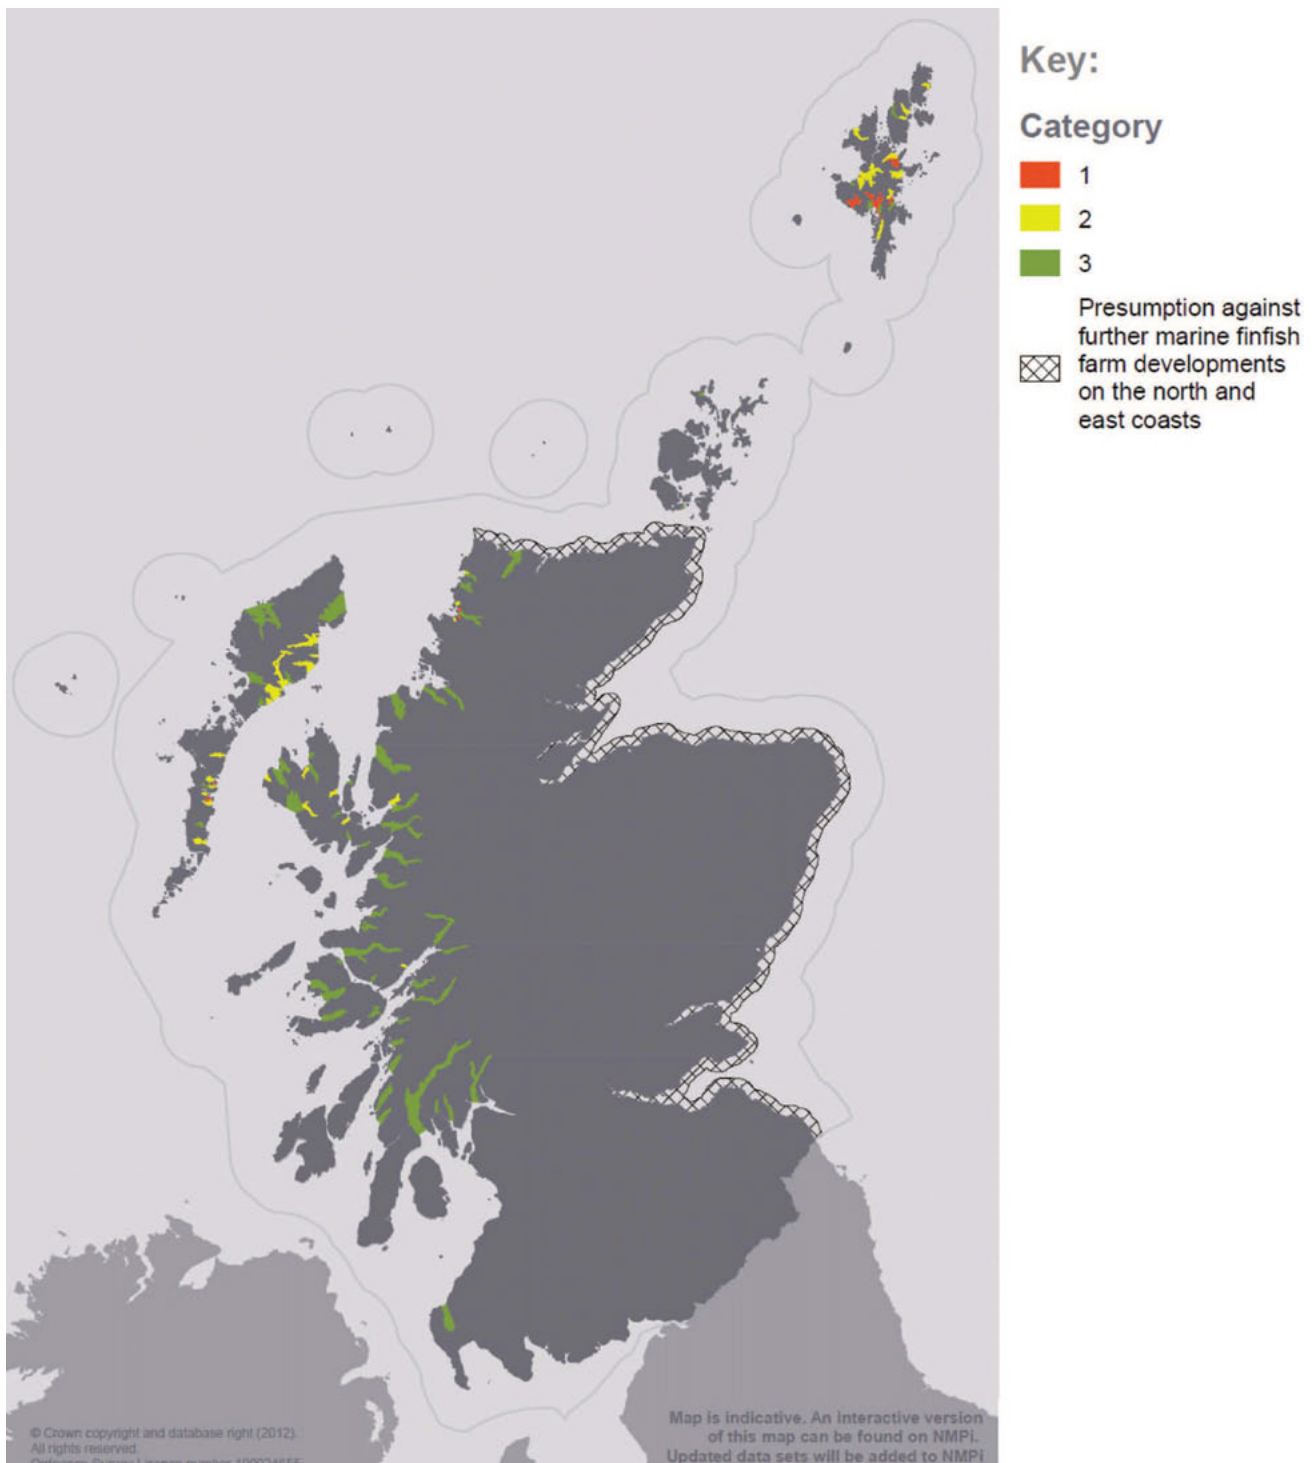 Key:
Category
1
2
3
Presumption against
further marine finfish
farm developments
on the north and
east coasts
© Crown copyright and database right (2012).
All rights reserved.
Map is indicative. An interactive version
of this map can be found on NMPi.
Updated data sets will be added to NMPi